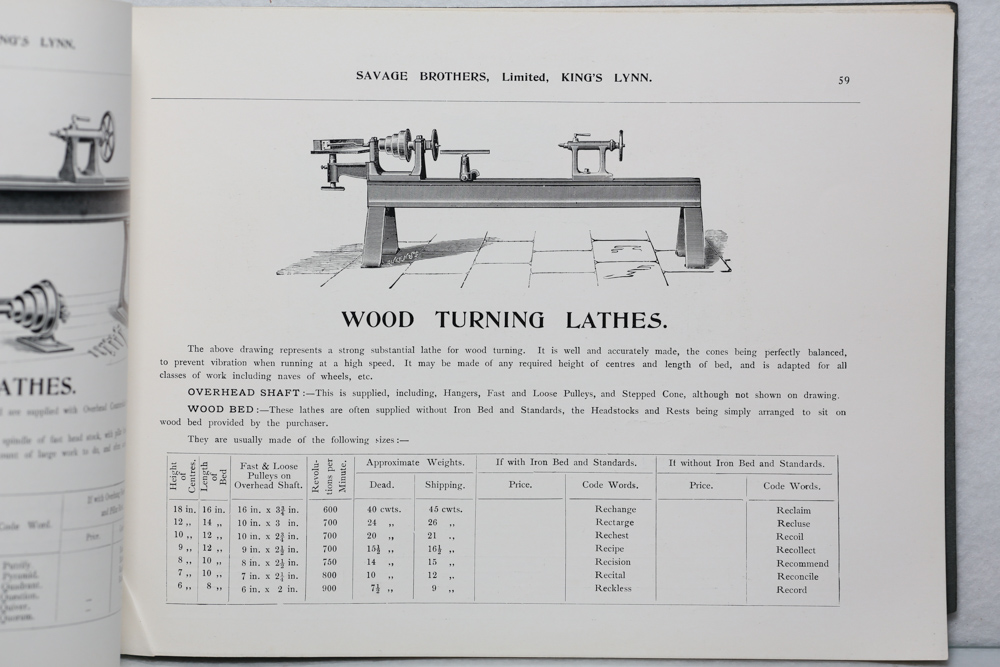 NG'S LYNN.
ATHES.
Code Word.
Price
Purify
Pyramid.
Quadrant.
Question.
Quiver.
Quorum.
SAVAGE BROTHERS, Limited, KING'S LYNN.
59
WOOD TURNING LATHES.
The above drawing represents a strong substantial lathe for wood turning. It is well and accurately made, the cones being perfectly balanced,
to prevent vibration when running at a high speed. It may be made of any required height of centres and length of bed, and is adapted for all
classes of work including naves of wheels, etc.
OVERHEAD SHAFT:—This is supplied, including, Hangers, Fast and Loose Pulleys, and Stepped Cone, although not shown on drawing.
WOOD BED:—These lathes are often supplied without Iron Bed and Standards, the Headstocks and Rests being simply arranged to sit on
wood bed provided by the purchaser.
They are usually made of the following sizes:—
Height of Centres. Length of Bed Fast & Loose Pulleys on Overhead Shaft. Revolu-tions per Minute. Approximate Weights. If with Iron Bed and Standards. If without Iron Bed and Standards.
Dead. Shipping. Price. Code Words. Price. Code Words.
18 in. 16 in. 16 in. x 3¾ in. 600 40 cwts. 45 cwts. Rechange Reclaim
12 ,, 14 ,, 10 in. x 3 in. 700 24 ,, 26 ,, Rectarge Recluse
10 ,, 12 ,, 10 in. x 2¾ in. 700 20 ,, 21 ,, Rechest Recoil
9 ,, 12 ,, 9 in. x 2½ in. 700 15½ ,, 16½ ,, Recipe Recollect
8 ,, 10 ,, 8 in. x 2½ in. 750 14 ,, 15 ,, Recision Recommend
7 ,, 10 ,, 7 in. x 2¼ in. 800 10 ,, 12 ,, Recital Reconcile
6 ,, 8 ,, 6 in. x 2 in. 900 7½ ,, 9 ,, Reckless Record